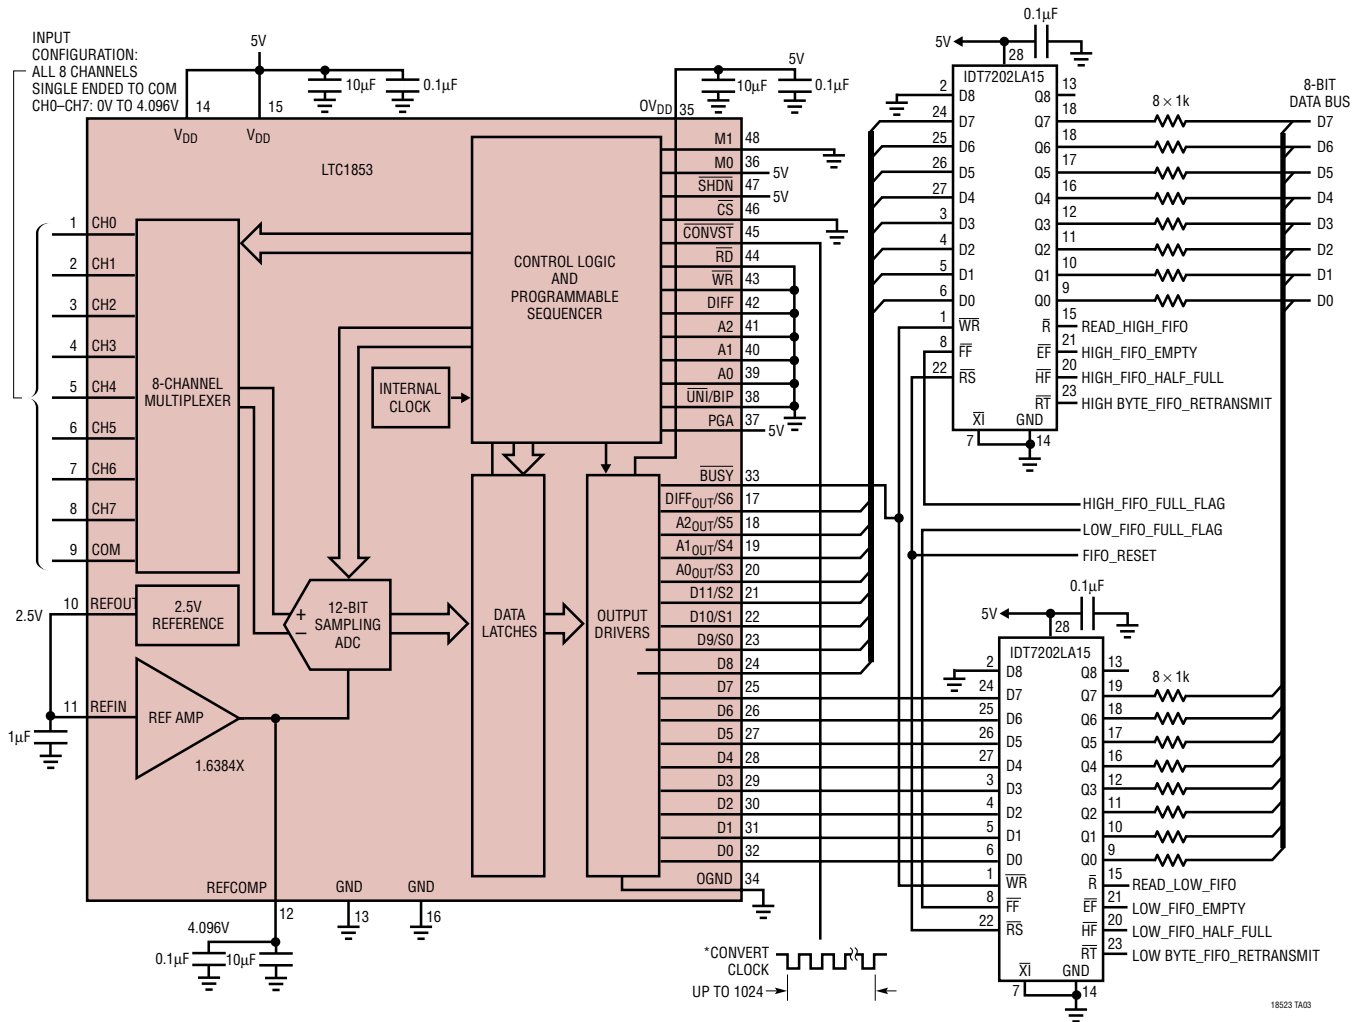 INPUT
CONFIGURATION:
ALL 8 CHANNELS
SINGLE ENDED TO COM
CH0–CH7: 0V TO 4.096V
5V
10µF
0.1µF
14
15
VDD
VDD
LTC1853
5V
10µF
0.1µF
OVDD
35
1 CH0
2 CH1
3 CH2
4 CH3
5 CH4
6 CH5
7 CH6
8 CH7
9 COM
8-CHANNEL
MULTIPLEXER
CONTROL LOGIC
AND
PROGRAMMABLE
SEQUENCER
INTERNAL
CLOCK
2.5V
10 REFOUT
2.5V
REFERENCE
11 REFIN
1µF
REF AMP
1.6384X
+
–
12-BIT
SAMPLING
ADC
DATA
LATCHES
OUTPUT
DRIVERS
M1 48
M0 36 5V
SHDN 47 5V
CS 46
CONVST 45
RD 44
WR 43
DIFF 42
A2 41
A1 40
A0 39
UNI/BIP 38
PGA 37 5V
BUSY 33
DIFFOUT/S6 17
A2OUT/S5 18
A1OUT/S4 19
A0OUT/S3 20
D11/S2 21
D10/S1 22
D9/S0 23
D8 24
D7 25
D6 26
D5 27
D4 28
D3 29
D2 30
D1 31
D0 32
OGND 34
REFCOMP
12
GND
13
GND
16
4.096V
0.1µF
10µF
*CONVERT
CLOCK
UP TO 1024
0.1µF
5V
28
IDT7202LA15
2 D8 Q8 13
24 D7 Q7 18
25 D6 Q6 18
26 D5 Q5 17
27 D4 Q4 16
3 D3 Q3 12
4 D2 Q2 11
5 D1 Q1 10
6 D0 Q0 9
1 WR R 15 READ_HIGH_FIFO
8 FF EF 21 HIGH_FIFO_EMPTY
22 RS HF 20 HIGH_FIFO_HALF_FULL
RT 23 HIGH BYTE_FIFO_RETRANSMIT
XI GND
7 14
8 × 1k
8-BIT
DATA BUS
D7
D6
D5
D4
D3
D2
D1
D0
HIGH_FIFO_FULL_FLAG
LOW_FIFO_FULL_FLAG
FIFO_RESET
0.1µF
5V
28
IDT7202LA15
2 D8 Q8 13
24 D7 Q7 19
25 D6 Q6 18
26 D5 Q5 17
27 D4 Q4 16
3 D3 Q3 12
4 D2 Q2 11
5 D1 Q1 10
6 D0 Q0 9
1 WR R 15 READ_LOW_FIFO
8 FF EF 21 LOW_FIFO_EMPTY
22 RS HF 20 LOW_FIFO_HALF_FULL
RT 23 LOW BYTE_FIFO_RETRANSMIT
XI GND
7 14
8 × 1k
18523 TA03